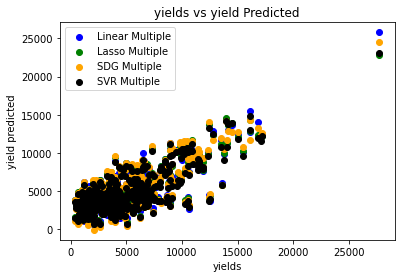 yields vs yield Predicted
Linear Multiple
Lasso Multiple
SDG Multiple
SVR Multiple
yield predicted
25000
20000
15000
10000
5000
0
0 5000 10000 15000 20000 25000
yields